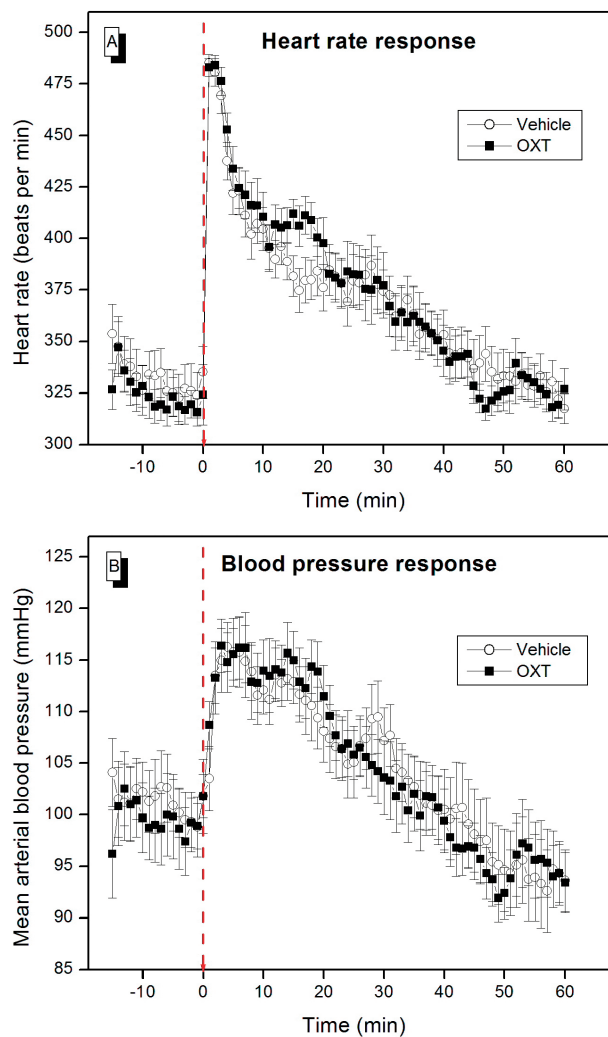 A
Heart rate response
Vehicle
OXT
Heart rate (beats per min)
500
475
450
425
400
375
350
325
300
-10
0
10
20
30
40
50
60
Time (min)
B
Blood pressure response
Vehicle
OXT
Mean arterial blood pressure (mmHg)
125
120
115
110
105
100
95
90
85
-10
0
10
20
30
40
50
60
Time (min)